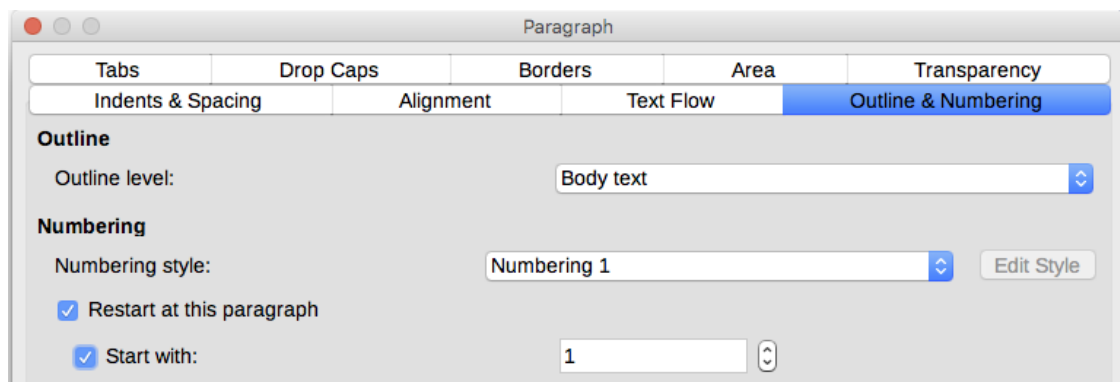 Paragraph
Tabs Drop Caps Borders Area Transparency
Indents & Spacing Alignment Text Flow Outline & Numbering
Outline
Outline level: Body text
Numbering
Numbering style: Numbering 1 Edit Style
Restart at this paragraph
Start with: 1